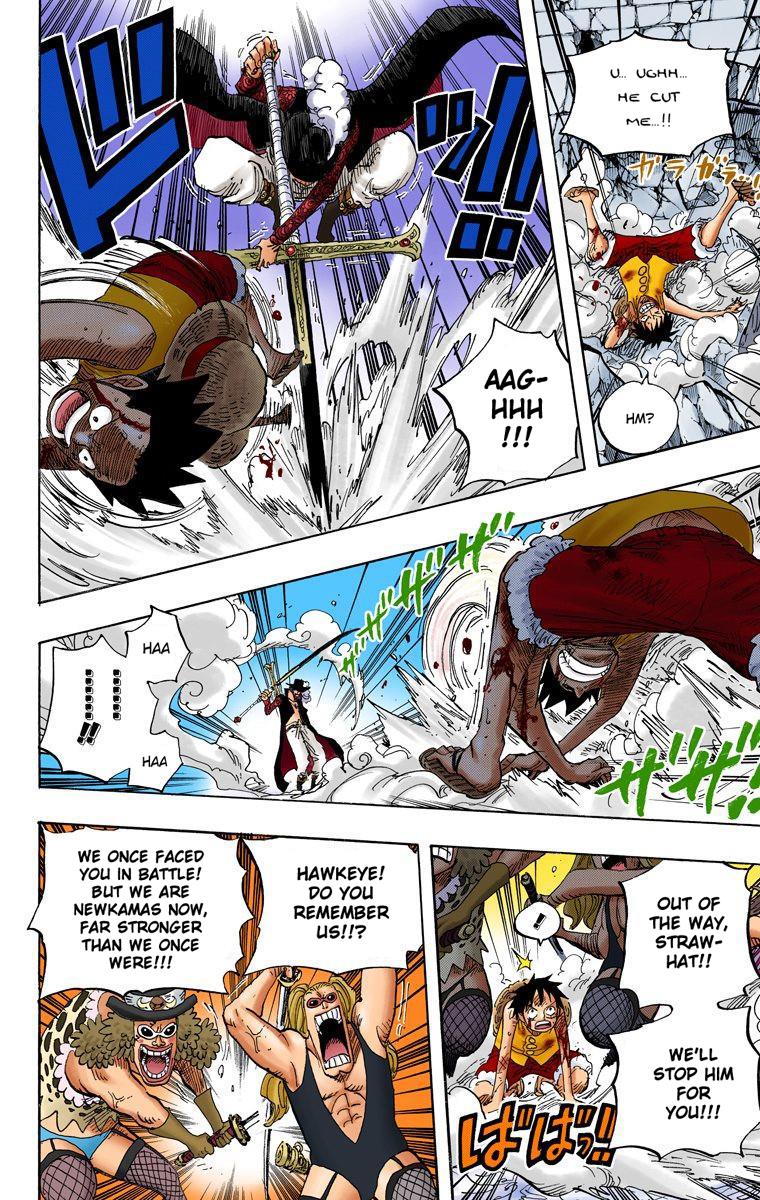 U... UGHH...
HE CUT
ME...!!
ガラガラッ...!!
HM?
ドッ!!
AAG-
HHH
!!!
ザザザザ
ザザッ!!
HAA
......!!
......!!
HAA
OUT OF
THE WAY,
STRAW-
HAT!!
!!
WE'LL
STOP HIM
FOR
YOU!!!
ばばっ!!
HAWKEYE!
DO YOU
REMEMBER
US!!?
WE ONCE FACED
YOU IN BATTLE!
BUT WE ARE
NEWKAMAS NOW,
FAR STRONGER
THAN WE ONCE
WERE!!!